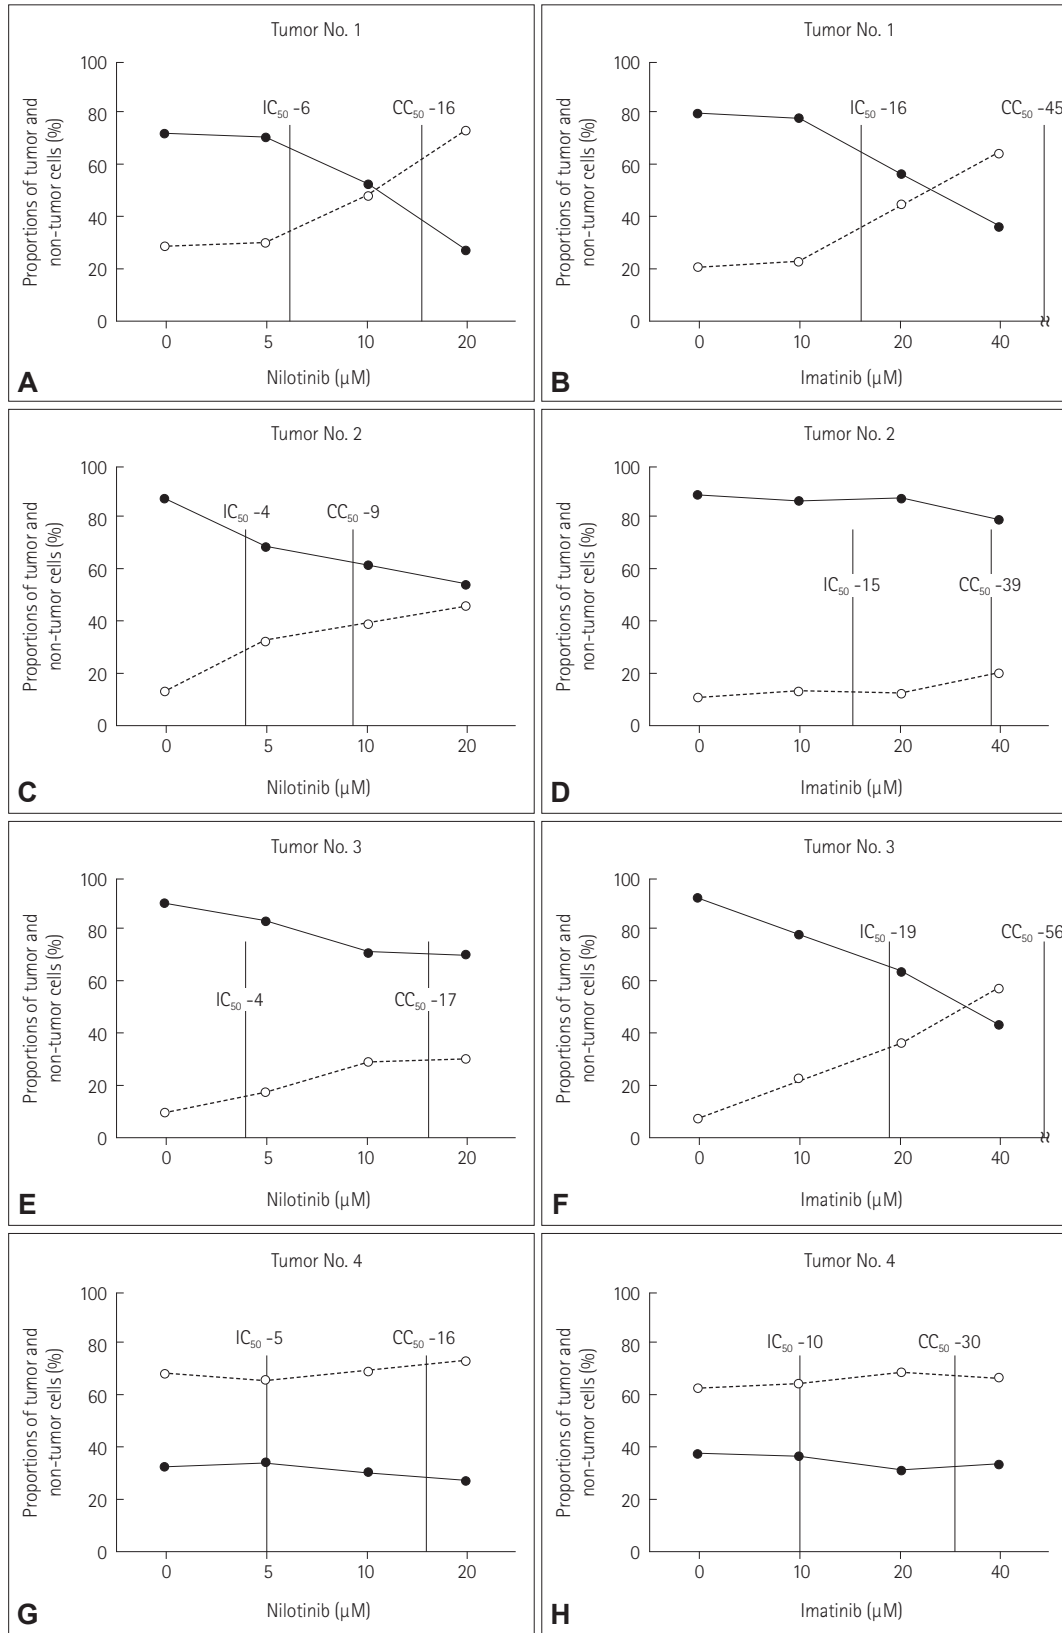 Tumor No. 1
Proportions of tumor and
non-tumor cells (%)
100
80
60
40
20
0
IC50 -6
CC50 -16
0 5 10 20
Nilotinib (µM)
A
Tumor No. 1
Proportions of tumor and
non-tumor cells (%)
100
80
60
40
20
0
IC50 -16
CC50 -45
0 10 20 40
Imatinib (µM)
B
Tumor No. 2
Proportions of tumor and
non-tumor cells (%)
100
80
60
40
20
0
IC50 -4
CC50 -9
0 5 10 20
Nilotinib (µM)
C
Tumor No. 2
Proportions of tumor and
non-tumor cells (%)
100
80
60
40
20
0
IC50 -15
CC50 -39
0 10 20 40
Imatinib (µM)
D
Tumor No. 3
Proportions of tumor and
non-tumor cells (%)
100
80
60
40
20
0
IC50 -4
CC50 -17
0 5 10 20
Nilotinib (µM)
E
Tumor No. 3
Proportions of tumor and
non-tumor cells (%)
100
80
60
40
20
0
IC50 -19
CC50 -56
0 10 20 40
Imatinib (µM)
F
Tumor No. 4
Proportions of tumor and
non-tumor cells (%)
100
80
60
40
20
0
IC50 -5
CC50 -16
0 5 10 20
Nilotinib (µM)
G
Tumor No. 4
Proportions of tumor and
non-tumor cells (%)
100
80
60
40
20
0
IC50 -10
CC50 -30
0 10 20 40
Imatinib (µM)
H